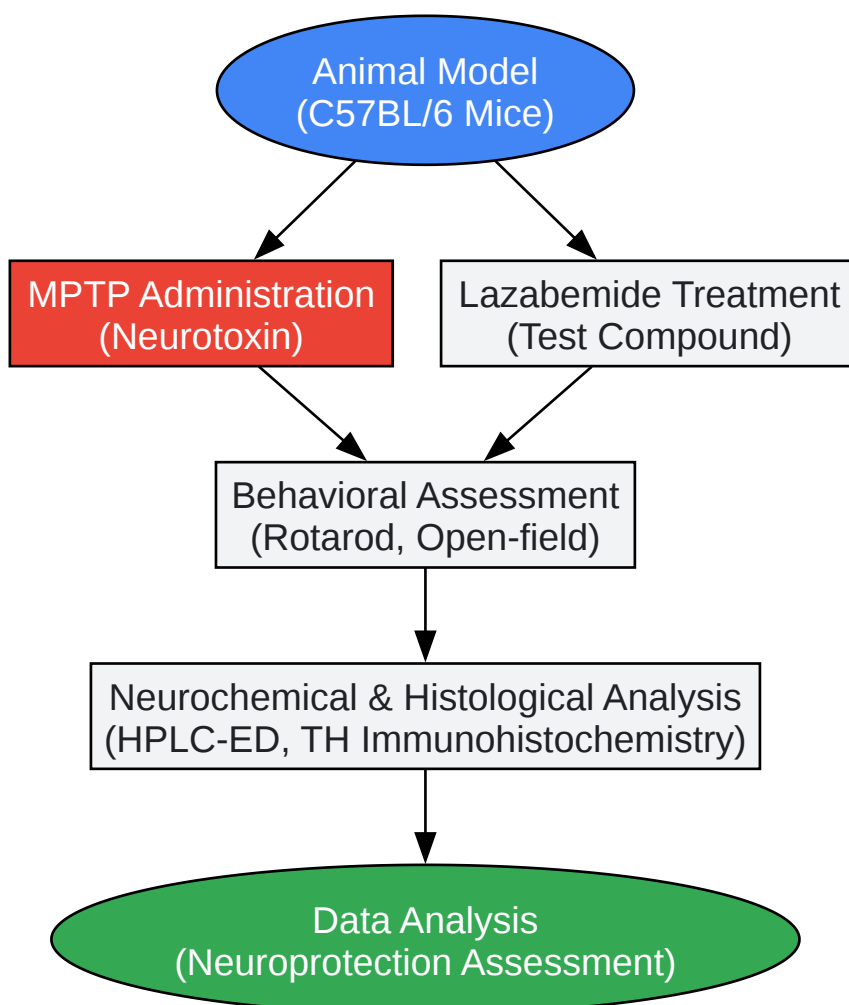 Animal Model
(C57BL/6 Mice)
MPTP Administration
(Neurotoxin)
Lazabemide Treatment
(Test Compound)
Behavioral Assessment
(Rotarod, Open-field)
Neurochemical & Histological Analysis
(HPLC-ED, TH Immunohistochemistry)
Data Analysis
(Neuroprotection Assessment)